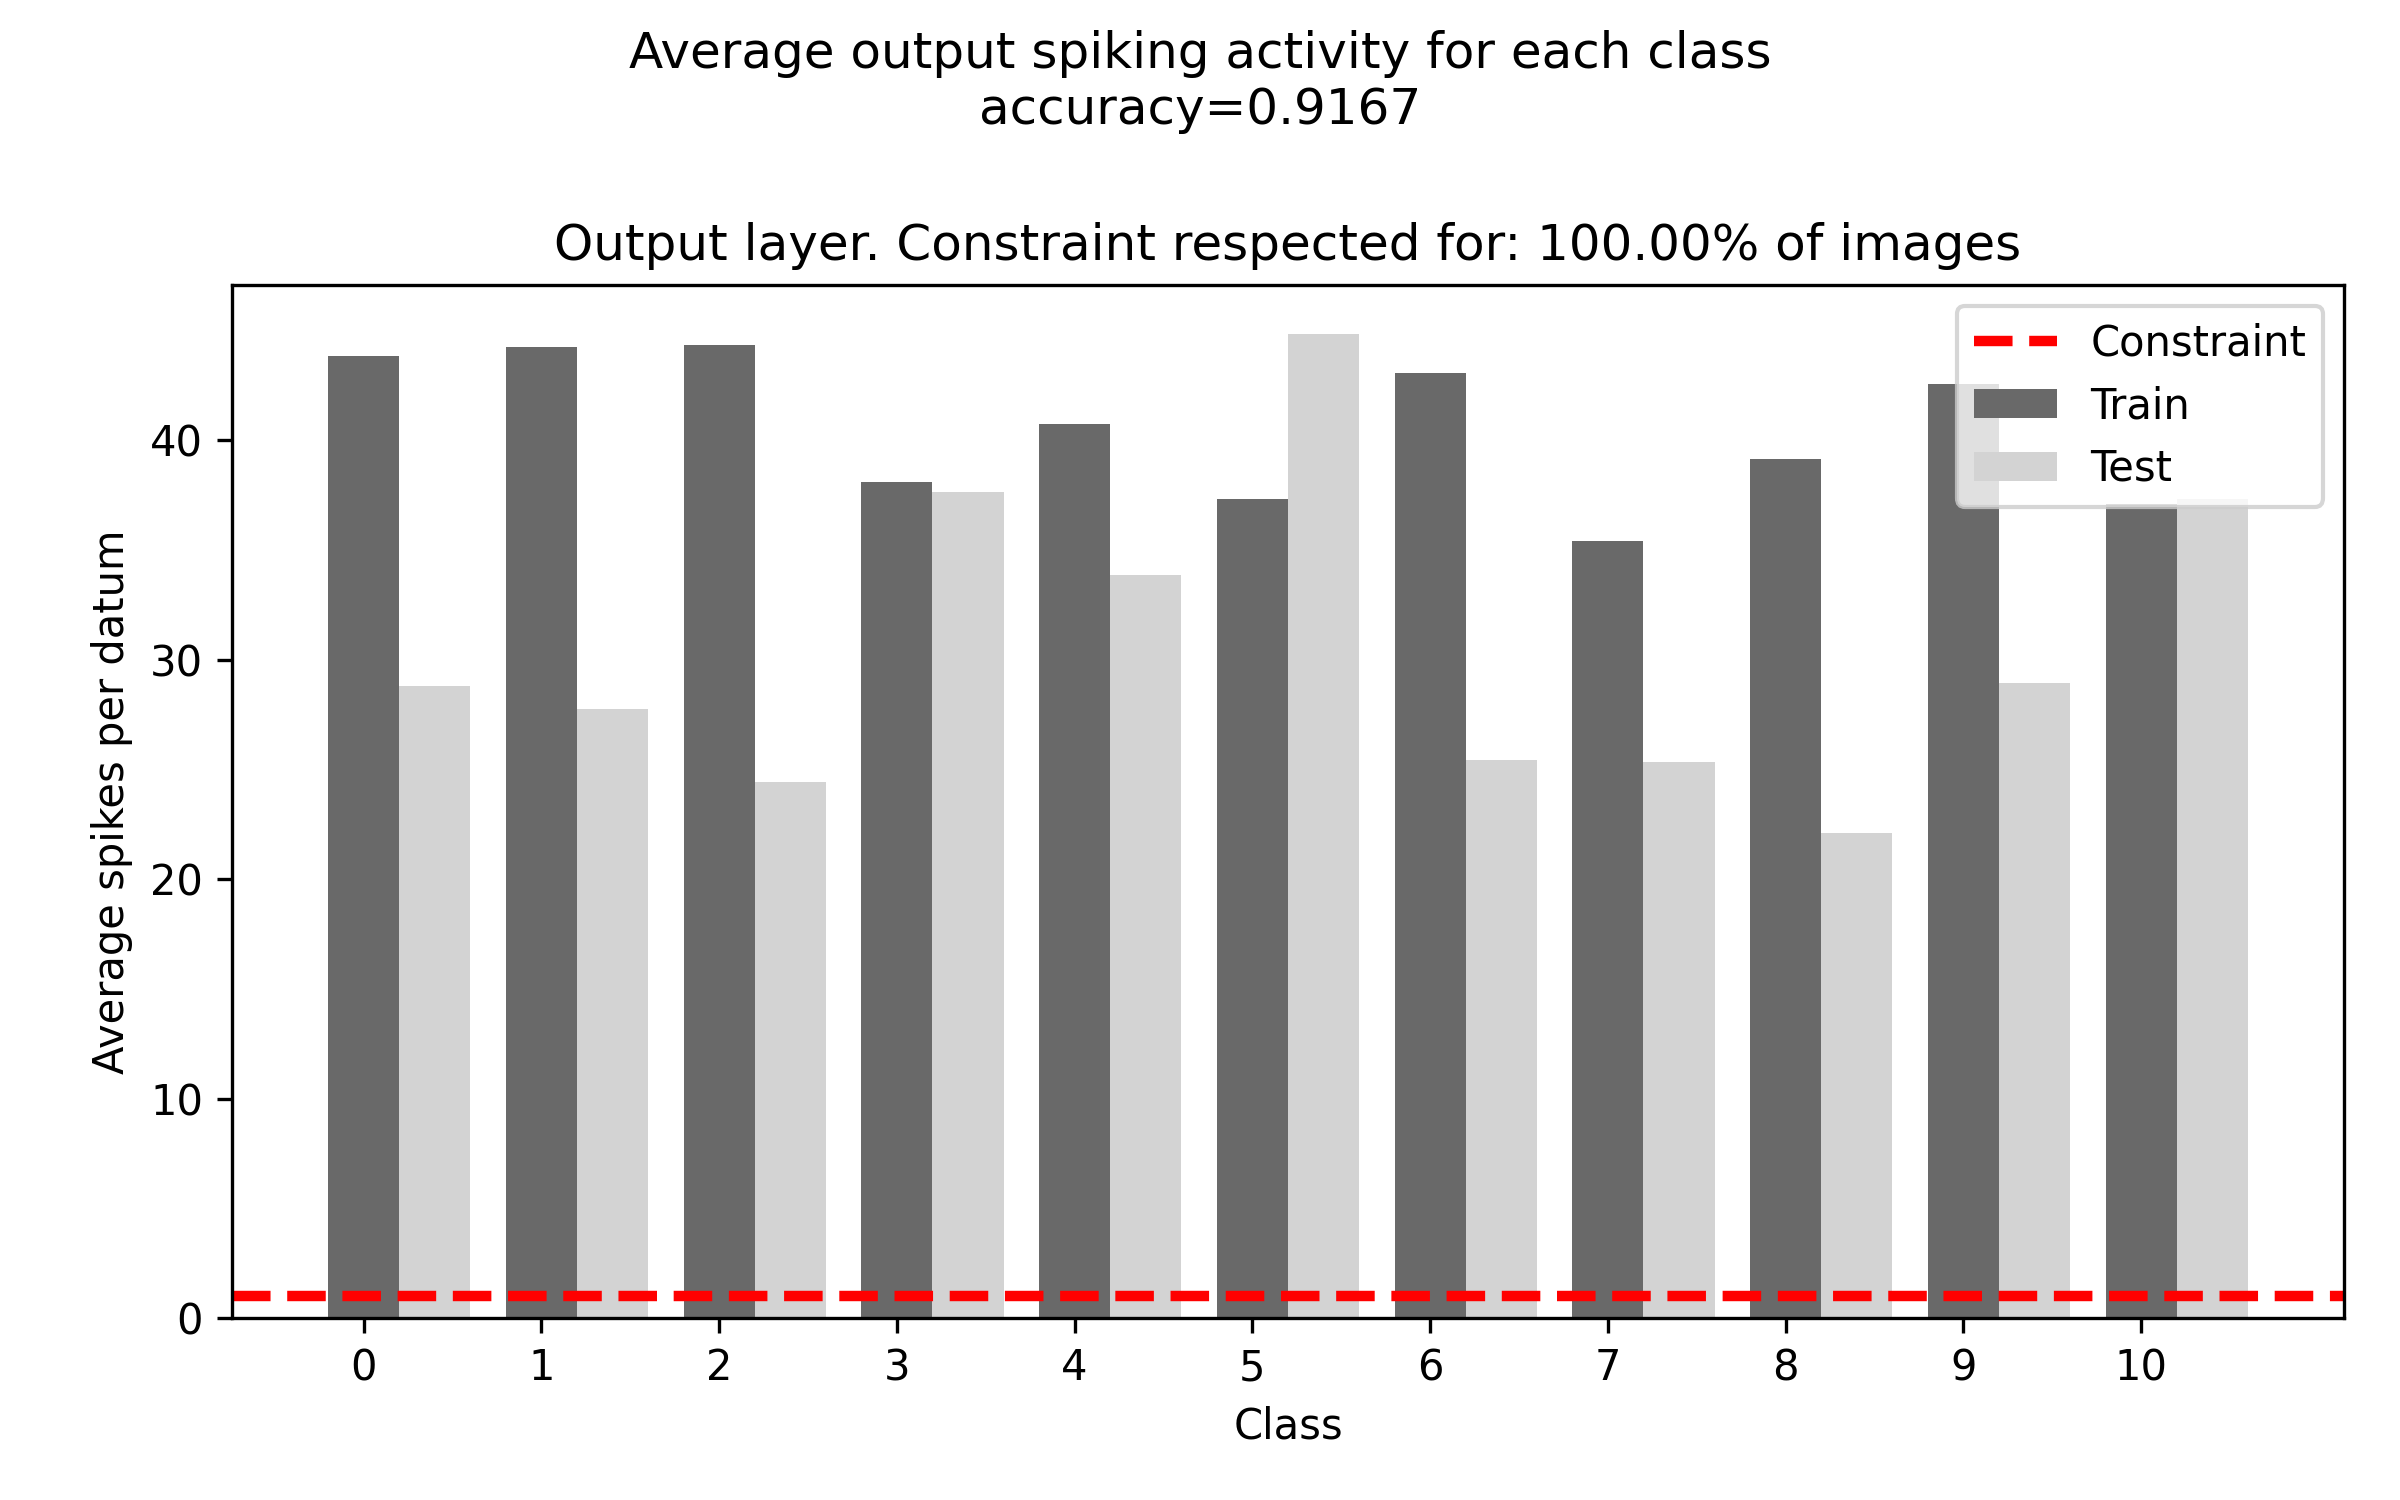 Average output spiking activity for each class
accuracy=0.9167
Output layer. Constraint respected for: 100.00% of images
Constraint
Train
Test
Average spikes per datum
40
30
20
10
0
0 1 2 3 4 5 6 7 8 9 10
Class